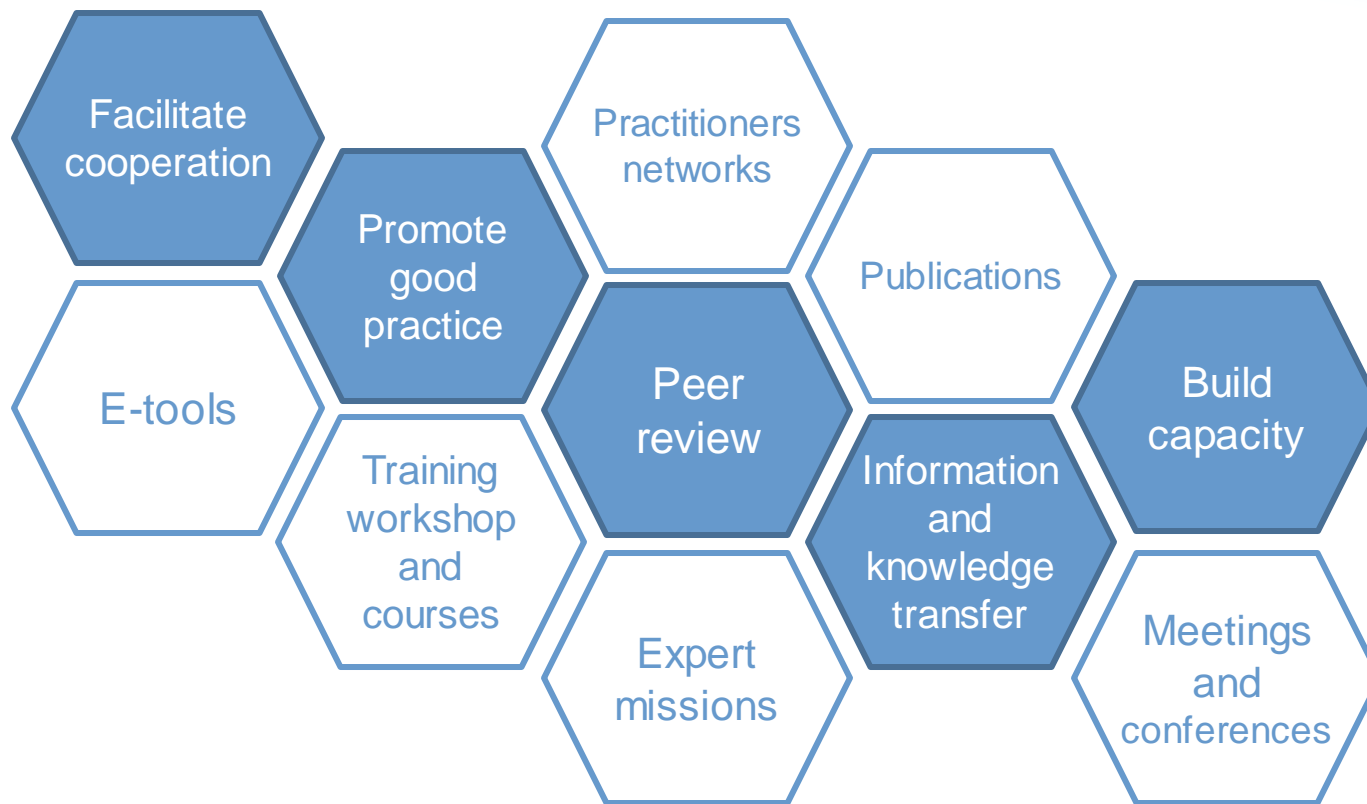 Facilitate
cooperation
Promote
good
practice
Practitioners
networks
Publications
E-tools
Training
workshop
and
courses
Peer
review
Information
and
knowledge
transfer
Build
capacity
Expert
missions
Meetings
and
conferences